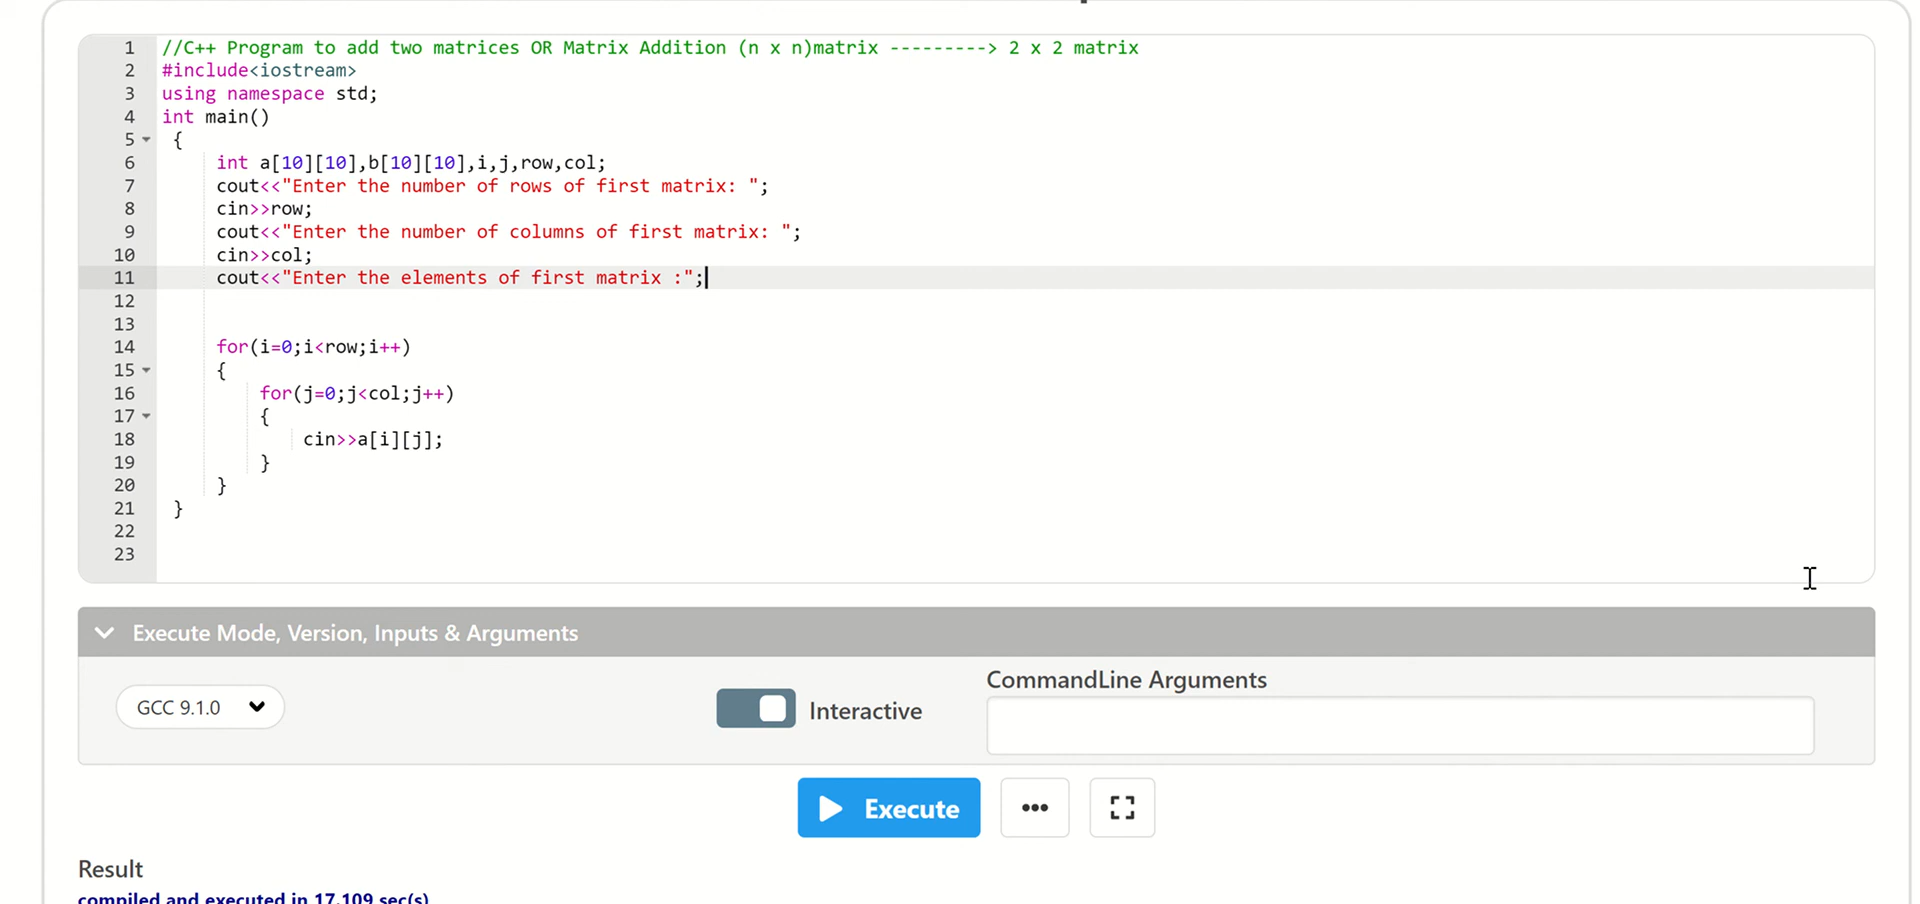 1 //C++ Program to add two matrices OR Matrix Addition (n x n)matrix ---------> 2 x 2 matrix
2 #include<iostream>
3 using namespace std;
4 int main()
5 {
6 int a[10][10],b[10][10],i,j,row,col;
7 cout<<"Enter the number of rows of first matrix: ";
8 cin>>row;
9 cout<<"Enter the number of columns of first matrix: ";
10 cin>>col;
11 cout<<"Enter the elements of first matrix :";
12
13
14 for(i=0;i<row;i++)
15 {
16 for(j=0;j<col;j++)
17 {
18 cin>>a[i][j];
19 }
20 }
21 }
22
23
Execute Mode, Version, Inputs & Arguments
CommandLine Arguments
GCC 9.1.0
Interactive
Execute
Result
compiled and executed in 17.109 sec(s)